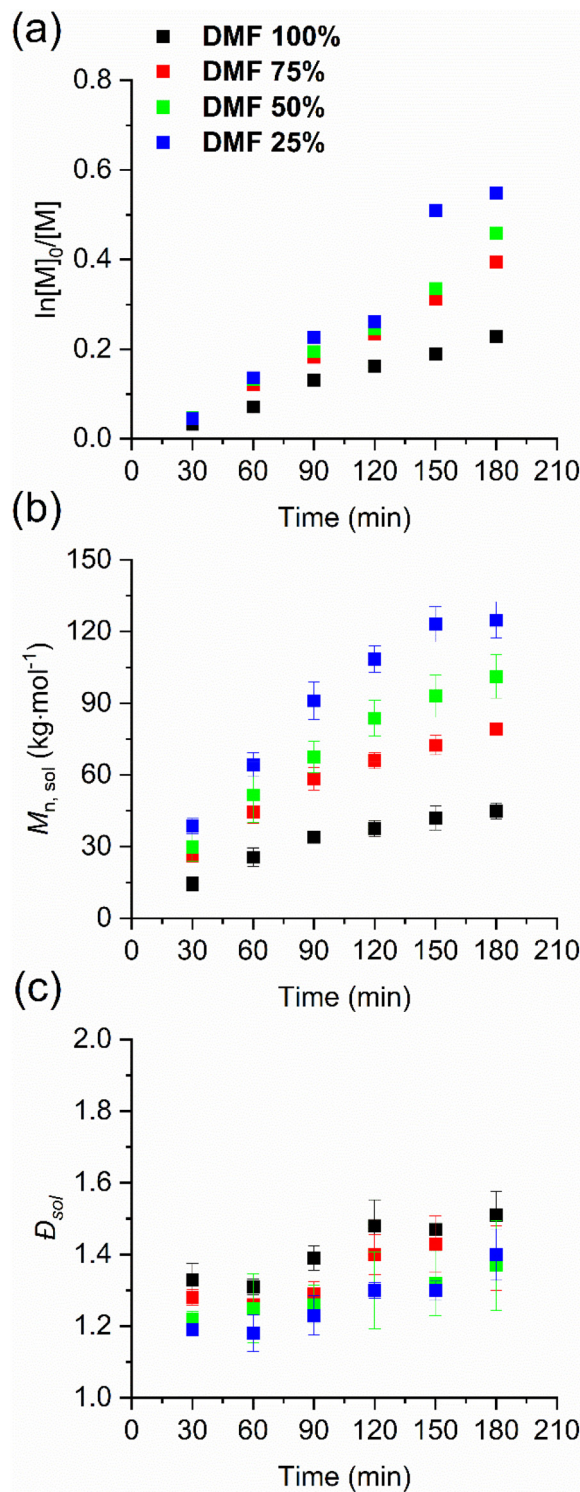 (a)
DMF 100%
DMF 75%
DMF 50%
DMF 25%
0.8
0.6
0.4
0.2
0.0
ln[M]₀/[M]
0 30 60 90 120 150 180 210
Time (min)
(b)
150
120
90
60
30
0
Mn, sol (kg·mol⁻¹)
0 30 60 90 120 150 180 210
Time (min)
(c)
2.0
1.8
1.6
1.4
1.2
1.0
Đsol
0 30 60 90 120 150 180 210
Time (min)